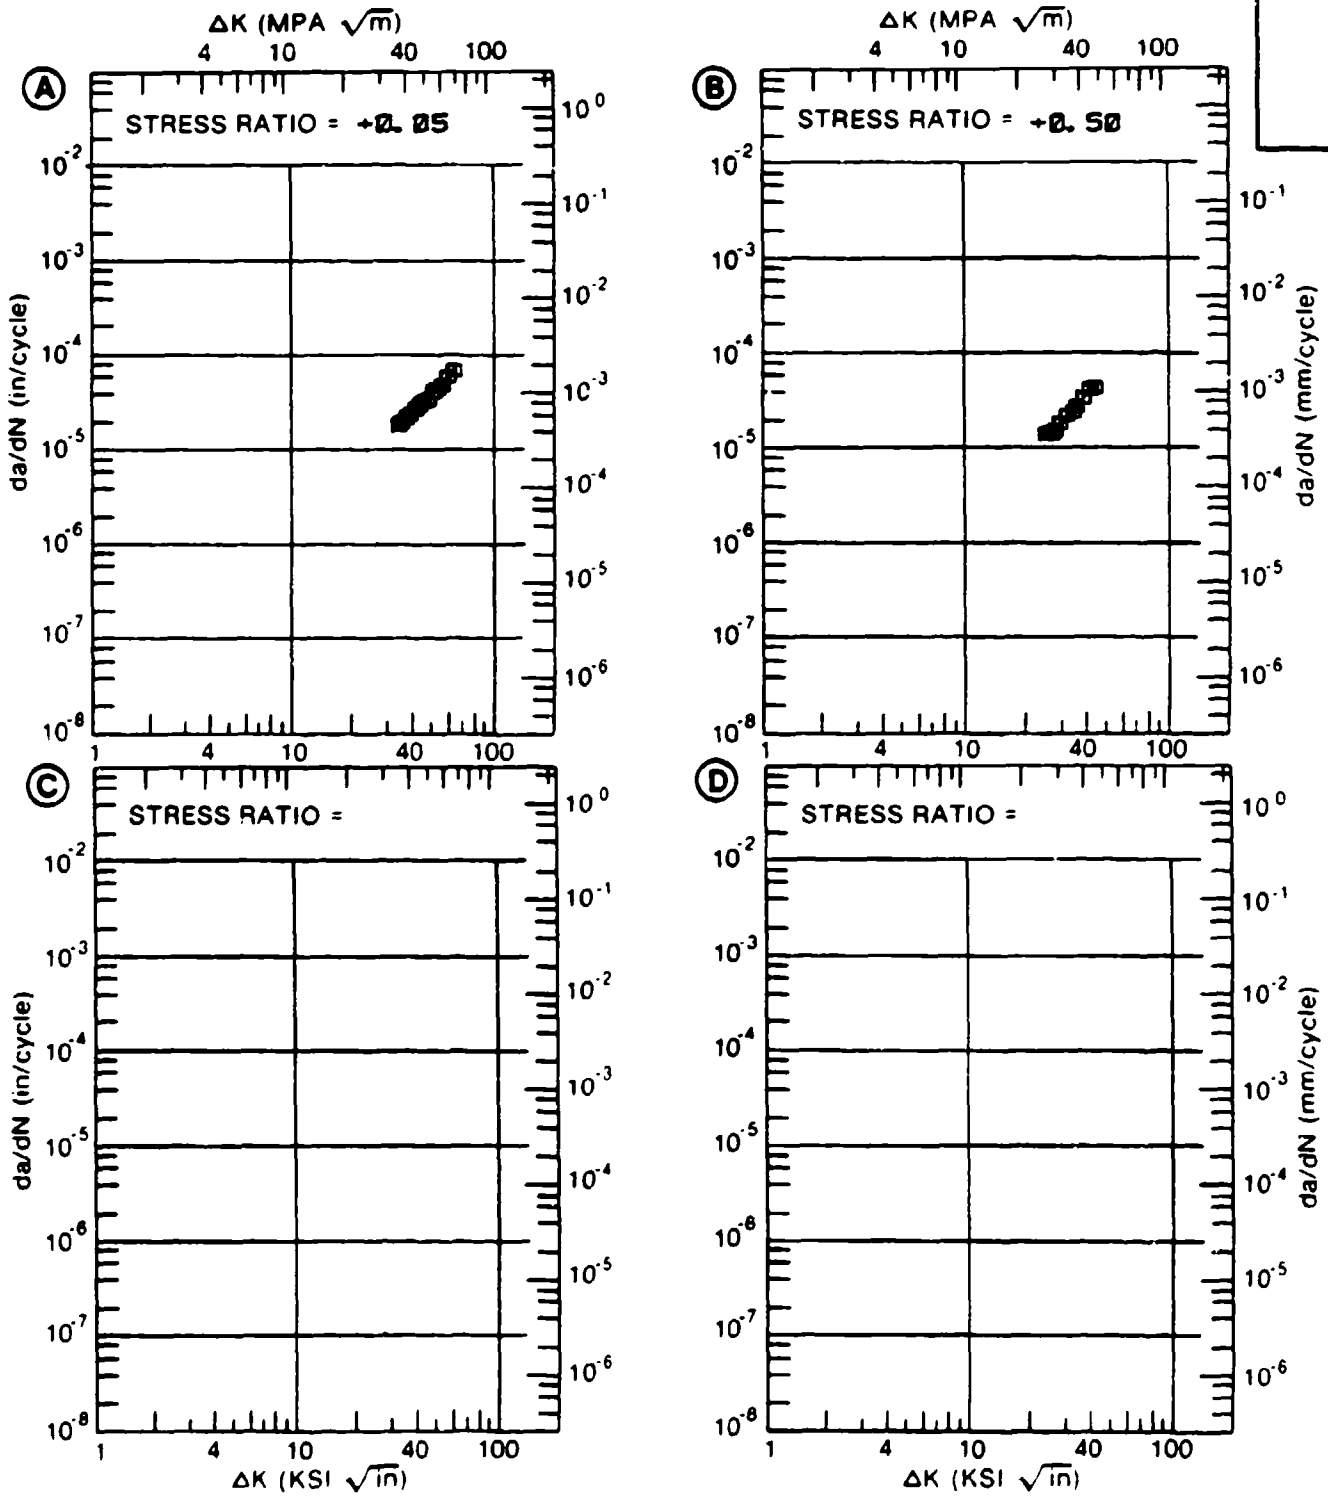 ΔK (MPA √m)
4 10 40 100
A
STRESS RATIO = +0.05
10⁰
10⁻²
10⁻¹
10⁻³
10⁻²
10⁻⁴
10⁻³
10⁻⁵
10⁻⁴
10⁻⁶
10⁻⁵
10⁻⁷
10⁻⁶
10⁻⁸
1 4 10 40 100
da/dN (in/cycle)
ΔK (MPA √m)
4 10 40 100
B
STRESS RATIO = +0.50
10⁻²
10⁻¹
10⁻³
10⁻²
10⁻⁴
10⁻³
10⁻⁵
10⁻⁴
10⁻⁶
10⁻⁵
10⁻⁷
10⁻⁶
10⁻⁸
1 4 10 40 100
da/dN (mm/cycle)
C
STRESS RATIO =
10⁰
10⁻²
10⁻¹
10⁻³
10⁻²
10⁻⁴
10⁻³
10⁻⁵
10⁻⁴
10⁻⁶
10⁻⁵
10⁻⁷
10⁻⁶
10⁻⁸
1 4 10 40 100
ΔK (KSI √in)
da/dN (in/cycle)
D
STRESS RATIO =
10⁰
10⁻²
10⁻¹
10⁻³
10⁻²
10⁻⁴
10⁻³
10⁻⁵
10⁻⁴
10⁻⁶
10⁻⁵
10⁻⁷
10⁻⁶
10⁻⁸
1 4 10 40 100
ΔK (KSI √in)
da/dN (mm/cycle)